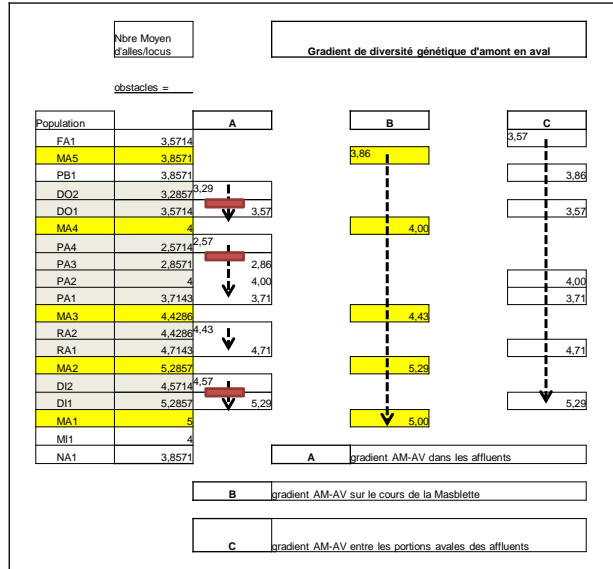 Nbre Moyen
d'alles/locus
Gradient de diversité génétique d'amont en aval
obstacles =
Population A B C
FA1 3,5714 3,57
MA5 3,8571 3,86
PB1 3,8571 3,86
DO2 3,2857 3,29
DO1 3,5714 3,57 3,57
MA4 4 4,00
PA4 2,5714 2,57
PA3 2,8571 2,86
PA2 4 4,00 4,00
PA1 3,7143 3,71 3,71
MA3 4,4286 4,43
RA2 4,4286 4,43
RA1 4,7143 4,71 4,71
MA2 5,2857 5,29
DI2 4,5714 4,57
DI1 5,2857 5,29 5,29
MA1 5 5,00
MI1 4
NA1 3,8571
A gradient AM-AV dans les affluents
B gradient AM-AV sur le cours de la Masblette
C gradient AM-AV entre les portions avales des affluents